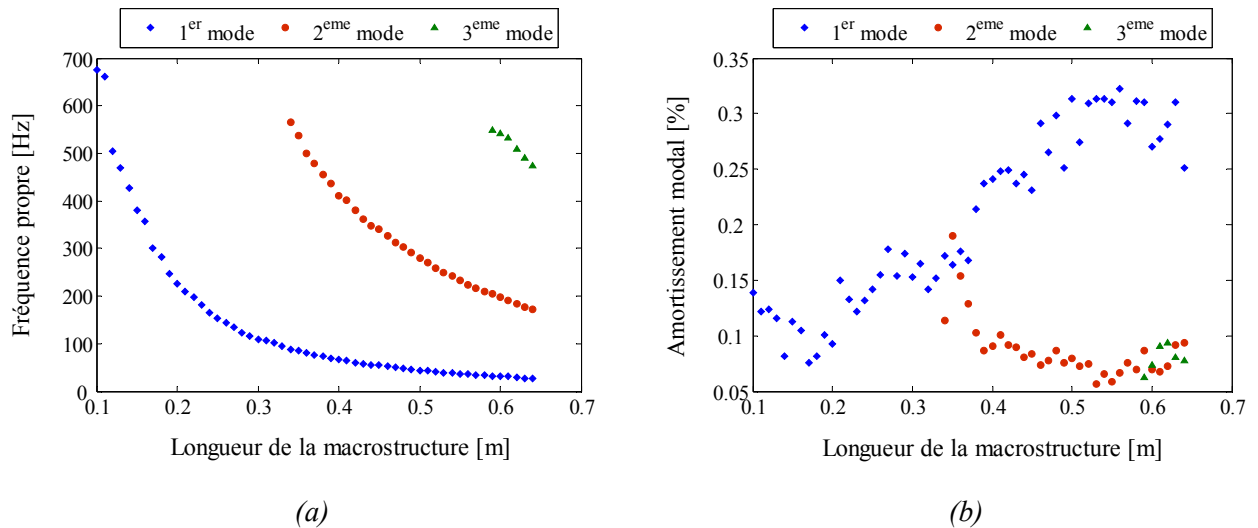 1er mode 2eme mode 3eme mode
700
600
500
400
300
200
100
0
Fréquence propre [Hz]
0.1 0.2 0.3 0.4 0.5 0.6 0.7
Longueur de la macrostructure [m]
(a)
1er mode 2eme mode 3eme mode
0.35
0.3
0.25
0.2
0.15
0.1
0.05
Amortissement modal [%]
0.1 0.2 0.3 0.4 0.5 0.6 0.7
Longueur de la macrostructure [m]
(b)